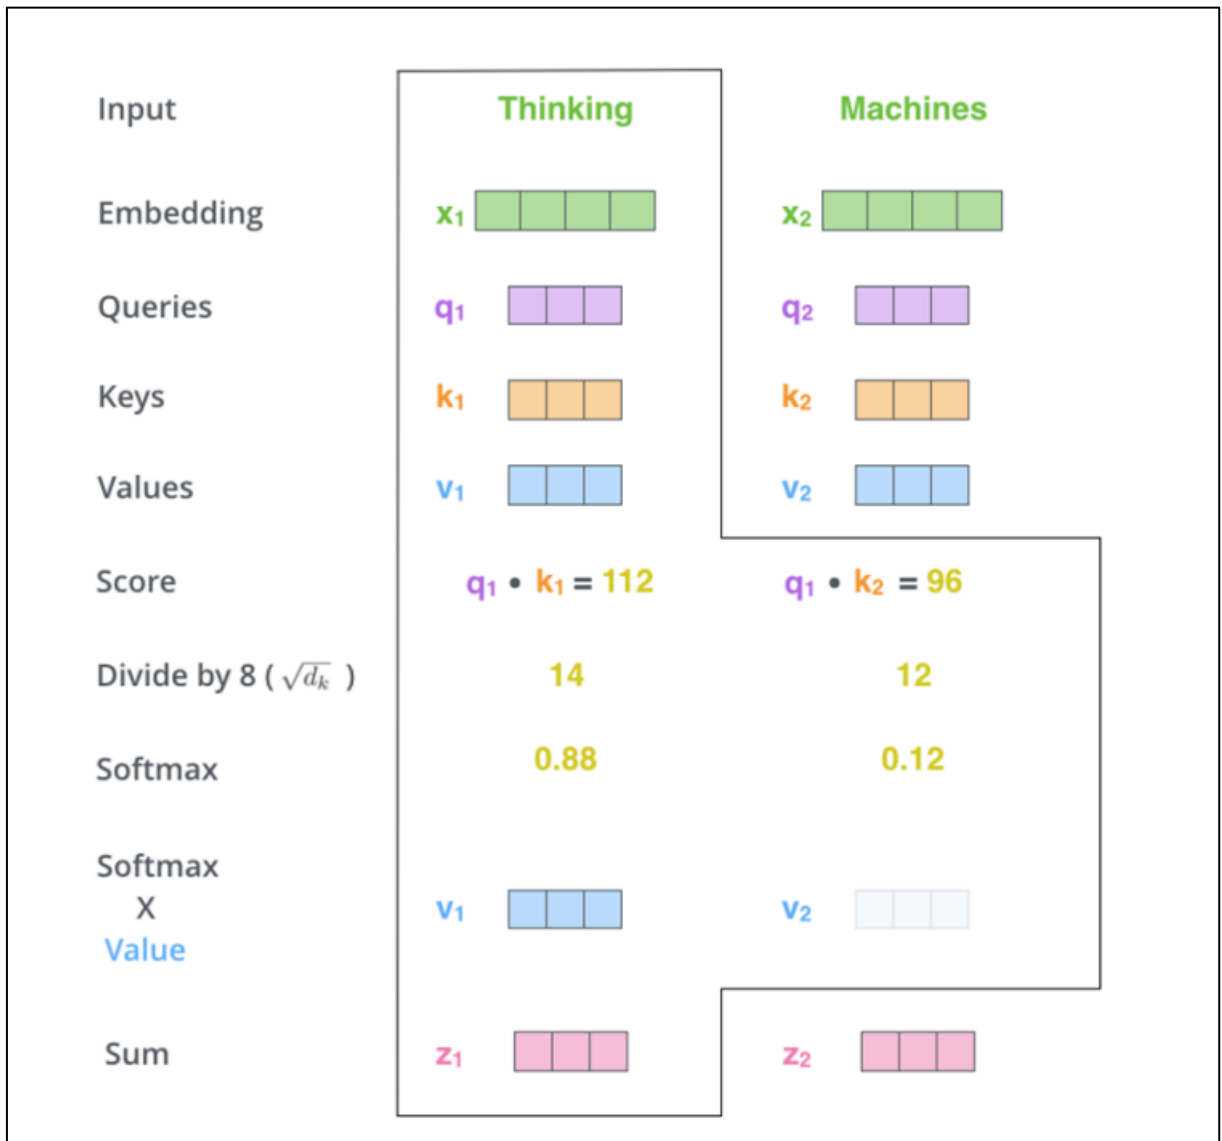 Input Thinking Machines
Embedding x1 x2
Queries q1 q2
Keys k1 k2
Values v1 v2
Score q1 • k1 = 112 q1 • k2 = 96
Divide by 8 ( √dk ) 14 12
Softmax 0.88 0.12
Softmax
X
Value v1 v2
Sum z1 z2